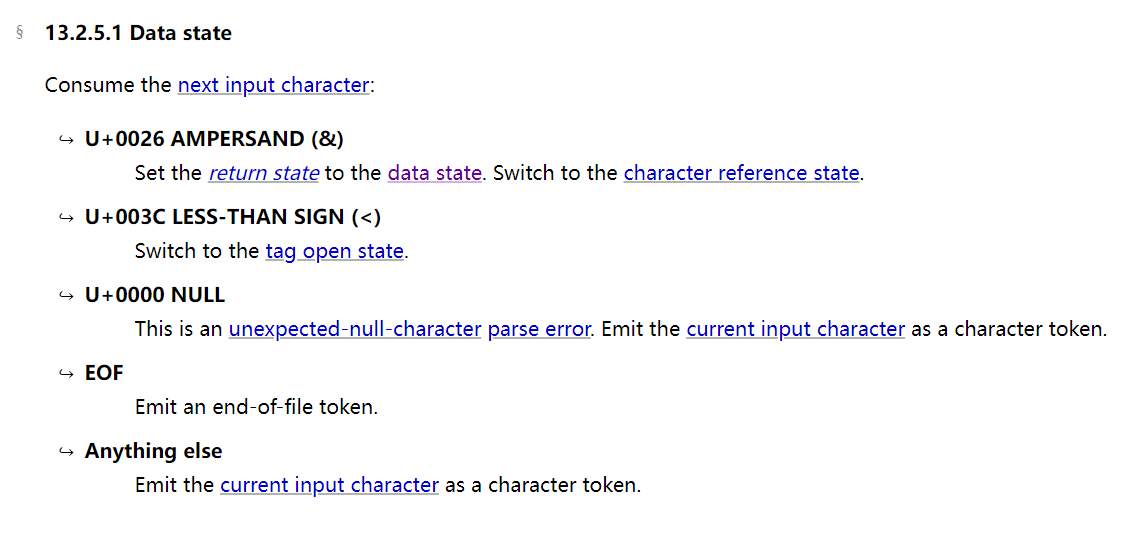 § 13.2.5.1 Data state
Consume the next input character:
↪ U+0026 AMPERSAND (&)
Set the return state to the data state. Switch to the character reference state.
↪ U+003C LESS-THAN SIGN (<)
Switch to the tag open state.
↪ U+0000 NULL
This is an unexpected-null-character parse error. Emit the current input character as a character token.
↪ EOF
Emit an end-of-file token.
↪ Anything else
Emit the current input character as a character token.